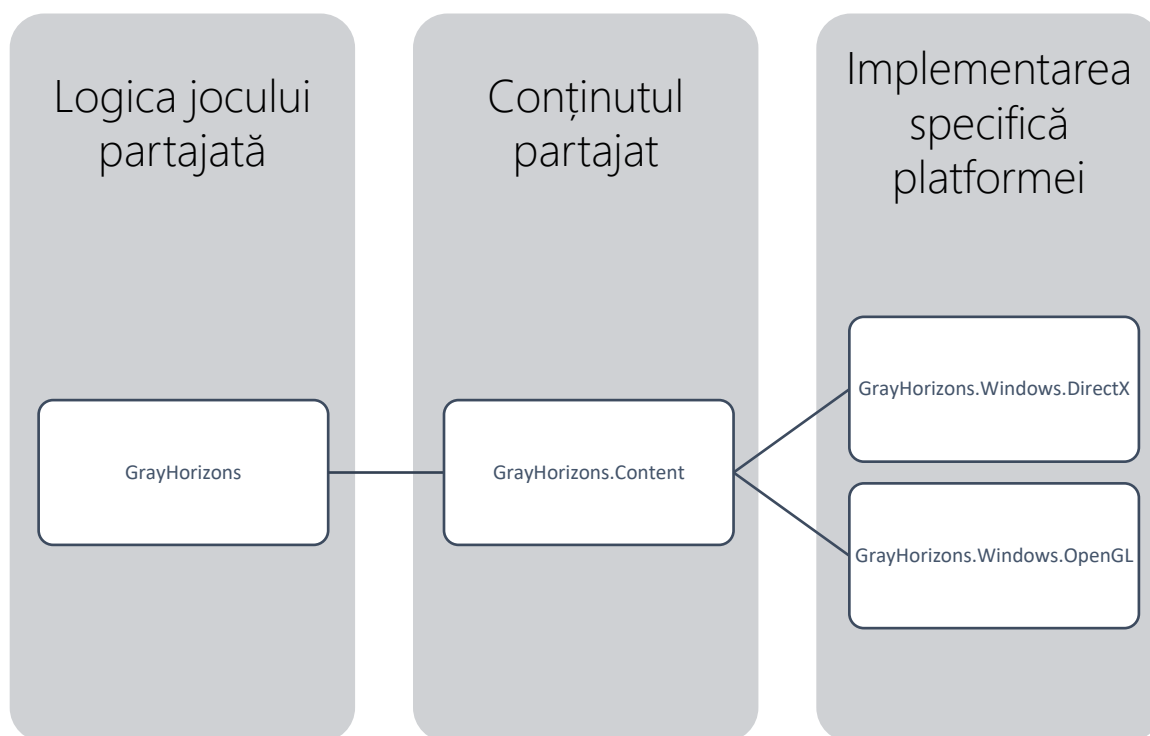 Logica jocului
partajată
Conținutul
partajat
Implementarea
specifică
platformei
GrayHorizons
GrayHorizons.Content
GrayHorizons.Windows.DirectX
GrayHorizons.Windows.OpenGL